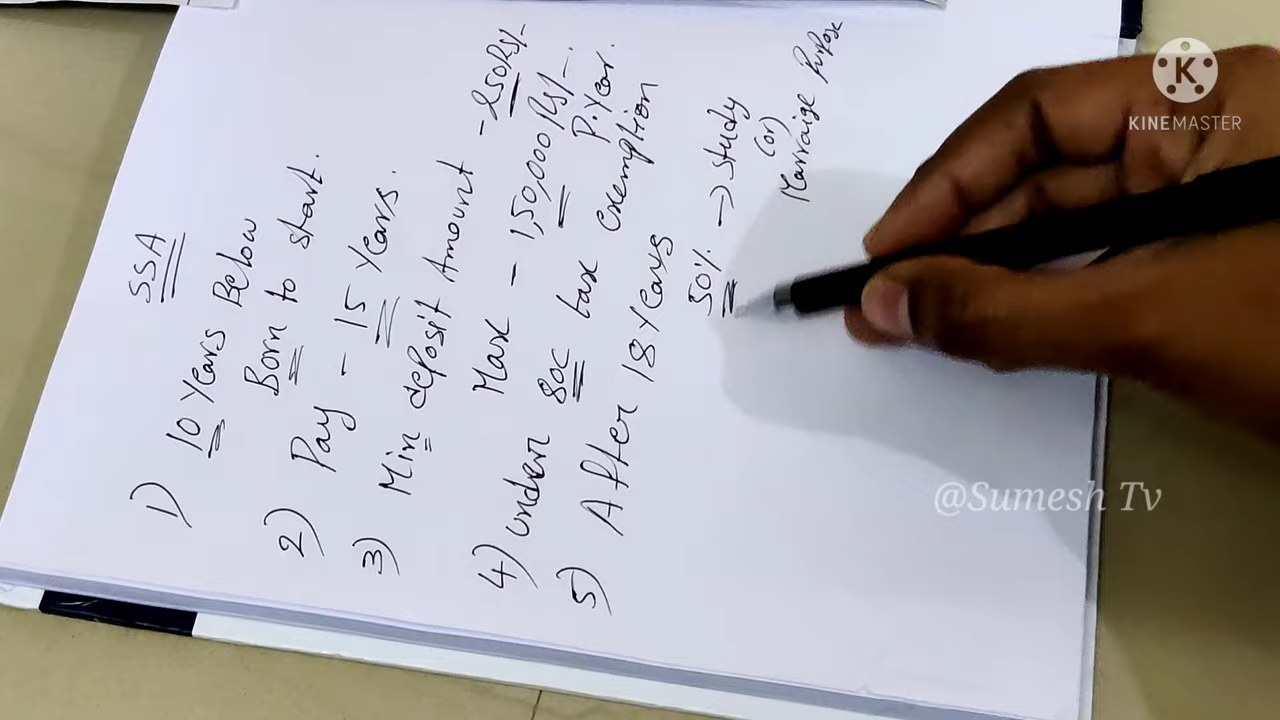 SSA
1) 10 Years Below
Born to start.
2) Pay - 15 Years.
3) Min deposit Amount - 250Rs/-
Max - 1,50,000 Rs/-.
P.Year.
4) under 80C tax exemption
5) After 18 Years
50% → Study
(or)
Marraige Purpose
KINEMASTER
@Sumesh Tv